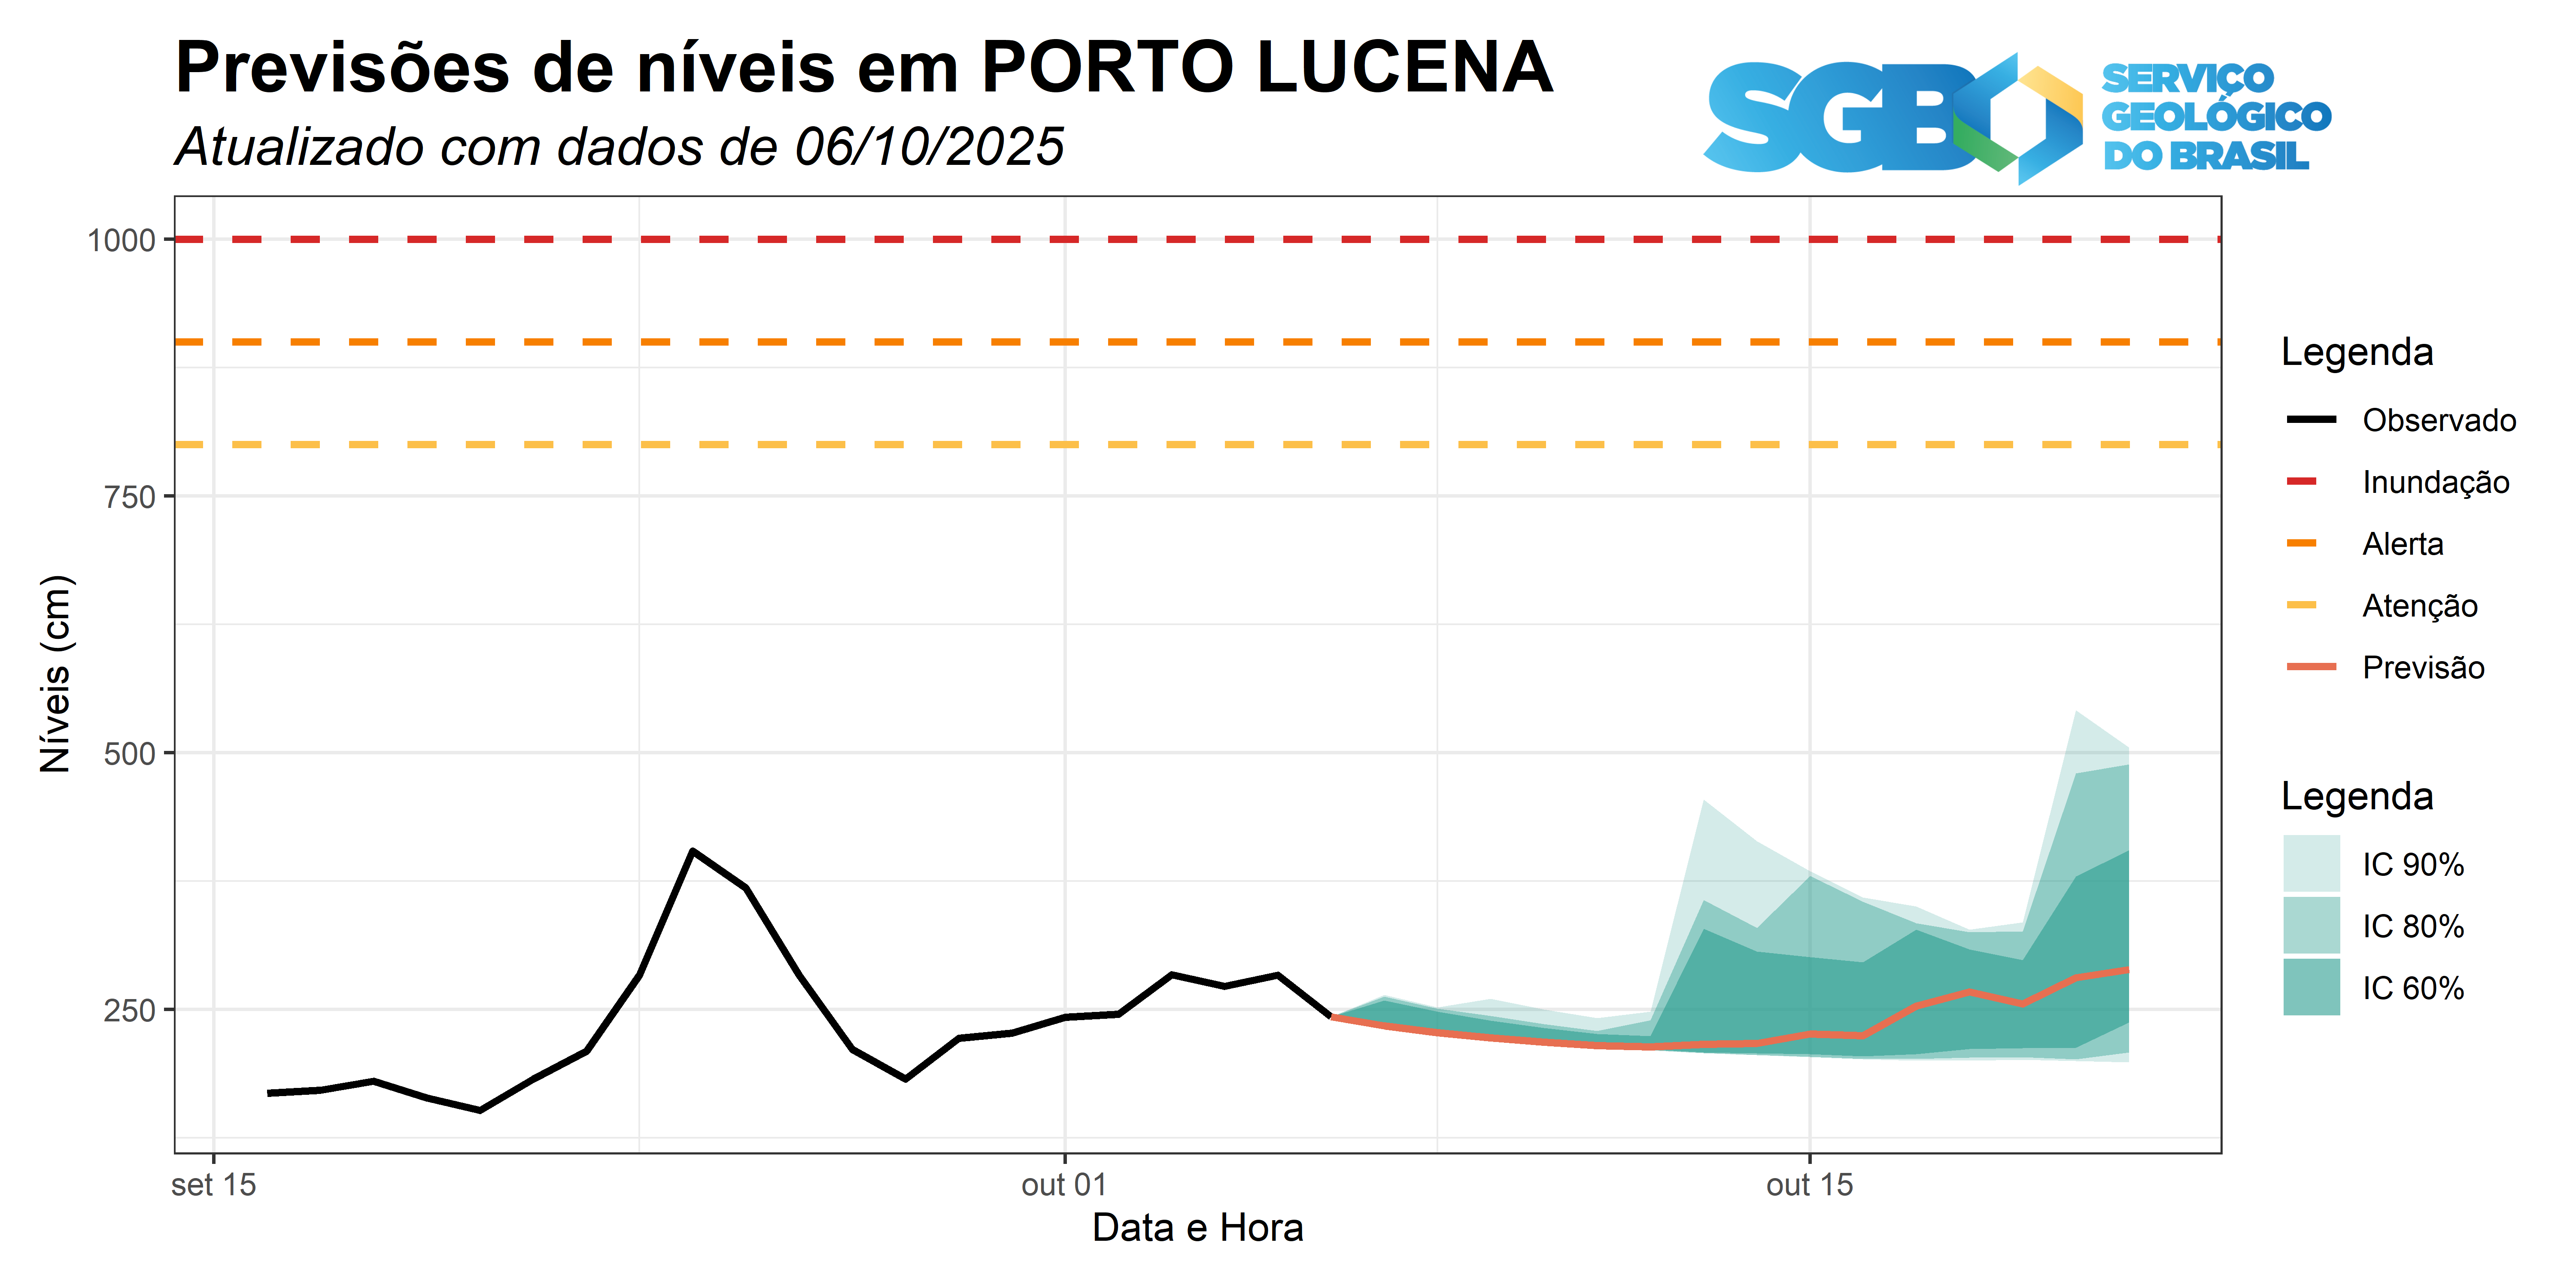 Previsões de níveis em PORTO LUCENA
Atualizado com dados de 06/10/2025
SGB
SERVIÇO
GEOLÓGICO
DO BRASIL
1000
750
500
250
Níveis (cm)
set 15
out 01
out 15
Data e Hora
Legenda
Observado
Inundação
Alerta
Atenção
Previsão
Legenda
IC 90%
IC 80%
IC 60%